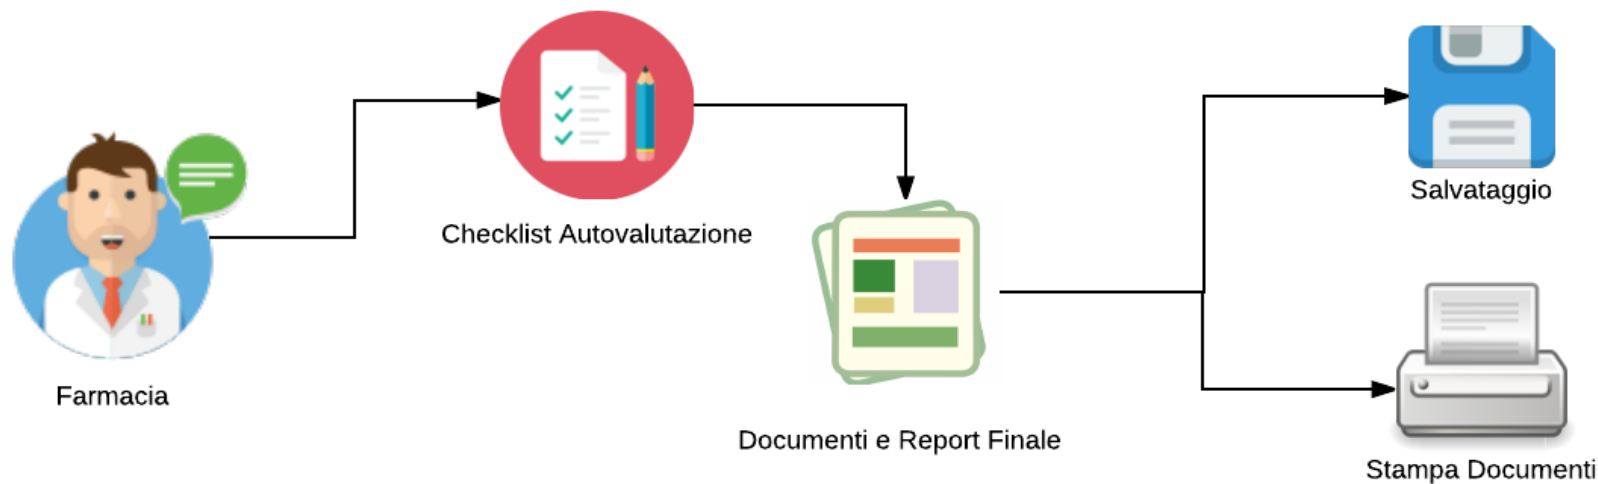 Farmacia
Checklist Autovalutazione
Documenti e Report Finale
Salvataggio
Stampa Documenti